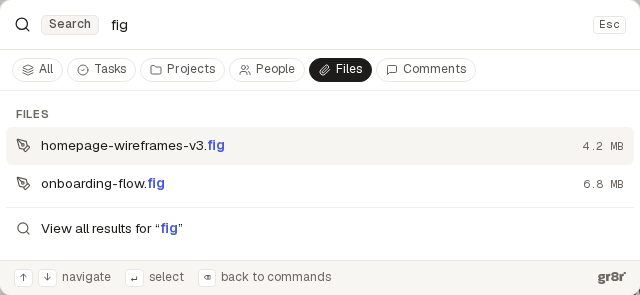 Search fig Esc
All Tasks Projects People Files Comments
FILES
homepage-wireframes-v3.fig 4.2 MB
onboarding-flow.fig 6.8 MB
View all results for “fig”
↑ ↓ navigate ↵ select ⌫ back to commands gr8r